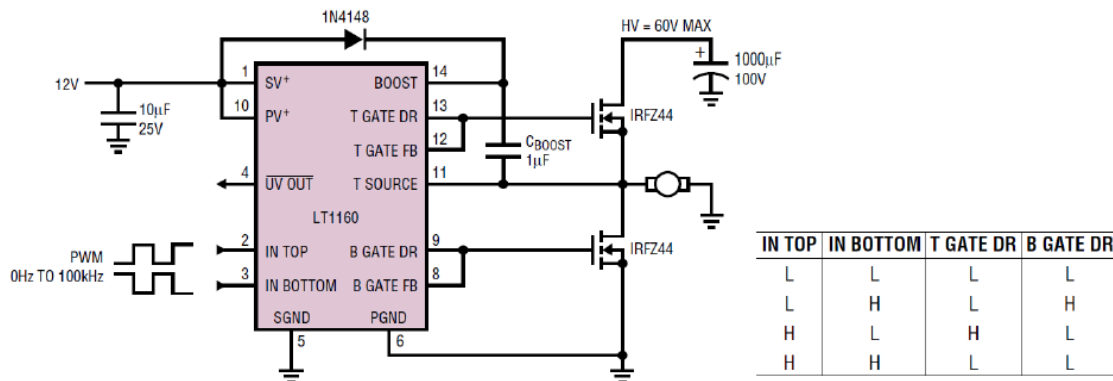 1N4148
HV = 60V MAX
12V
10µF
25V
+
1000µF
100V
1
SV+
BOOST
14
10
PV+
T GATE DR
13
IRFZ44
T GATE FB
12
CBOOST
1µF
4
UV OUT
T SOURCE
11
LT1160
PWM
0Hz TO 100kHz
2
IN TOP
B GATE DR
9
IRFZ44
3
IN BOTTOM
B GATE FB
8
SGND
PGND
5
6
IN TOP IN BOTTOM T GATE DR B GATE DR
L L L L
L H L H
H L H L
H H L L